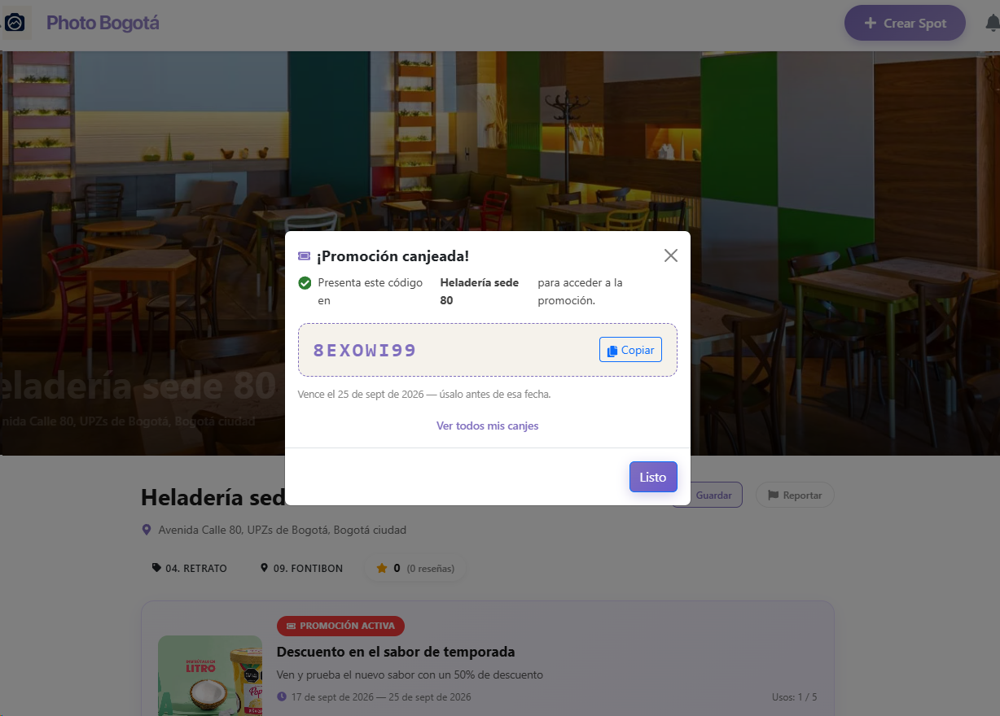 Photo Bogotá
Crear Spot
¡Promoción canjeada!
Presenta este código en
Heladería sede 80
para acceder a la promoción.
8EXOWI99
Copiar
Vence el 25 de sept de 2026 — úsalo antes de esa fecha.
Ver todos mis canjes
Listo
eladería sede 80
nida Calle 80, UPZs de Bogotá, Bogotá ciudad
Heladería sed
Guardar
Reportar
Avenida Calle 80, UPZs de Bogotá, Bogotá ciudad
04. RETRATO
09. FONTIBON
0 (0 reseñas)
PROMOCIÓN ACTIVA
Descuento en el sabor de temporada
Ven y prueba el nuevo sabor con un 50% de descuento
17 de sept de 2026 — 25 de sept de 2026
Usos: 1 / 5
LITRO